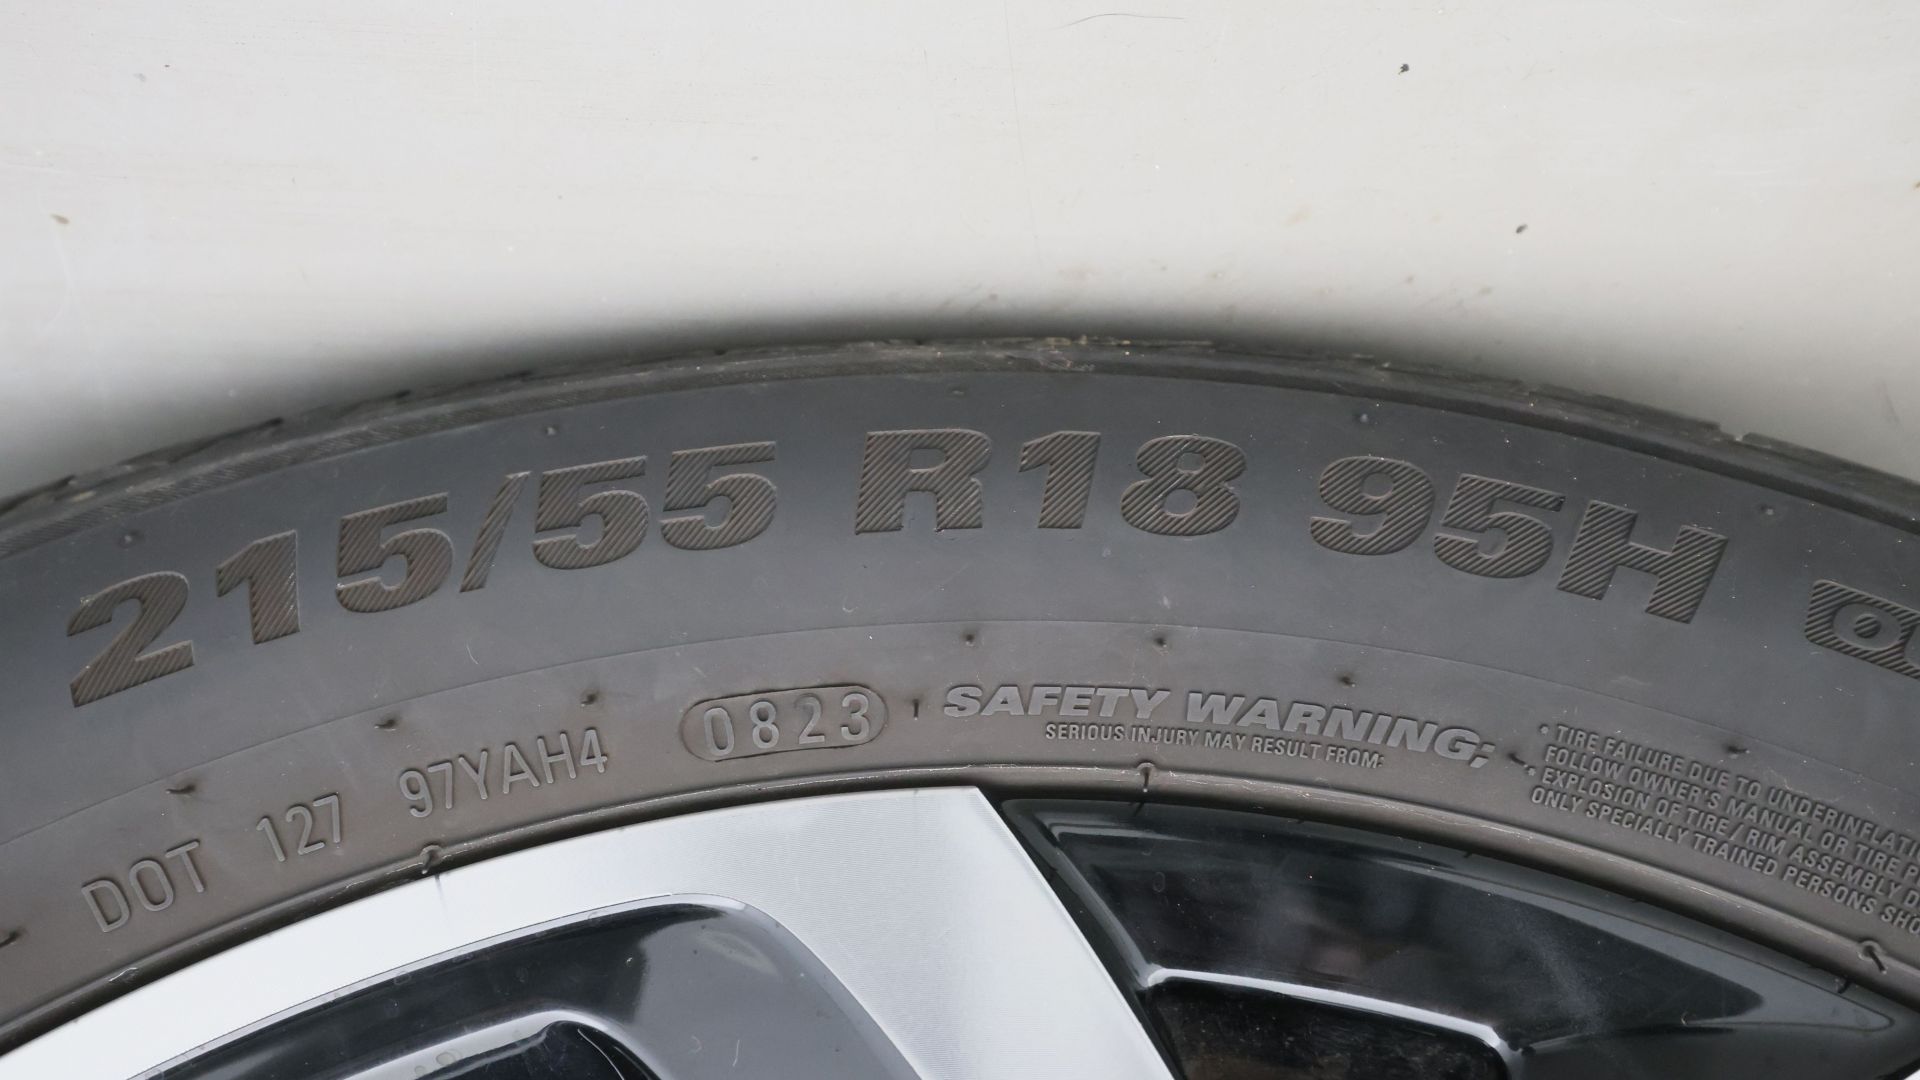 215/55 R18 95H
DOT 127 97YAH4 0823
SAFETY WARNING;
SERIOUS INJURY MAY RESULT FROM:
• TIRE FAILURE DUE TO
FOLLOW OWNER'S MANUAL OR TIRE
• EXPLOSION OF TIRE / RIM ASSEMBLY
ONLY SPECIALLY TRAINED PERSONS